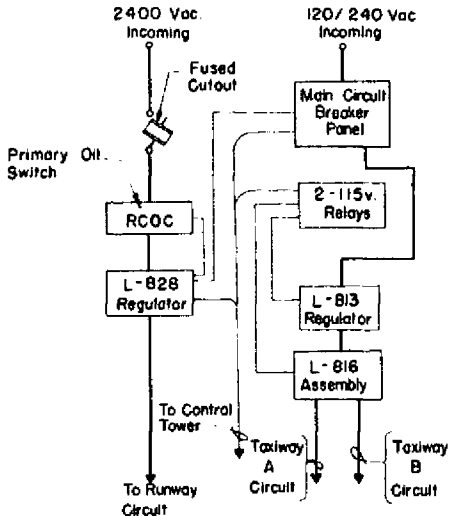 2400 Vac.
Incoming
120/240 Vac
Incoming
Fused
Cutout
Main Circuit
Breaker
Panel
Primary Oil
Switch
2-115v.
Relays
RCOC
L-828
Regulator
L-813
Regulator
L-816
Assembly
To Control
Tower
Taxiway
A
Circuit
Taxiway
B
Circuit
To Runway
Circuit